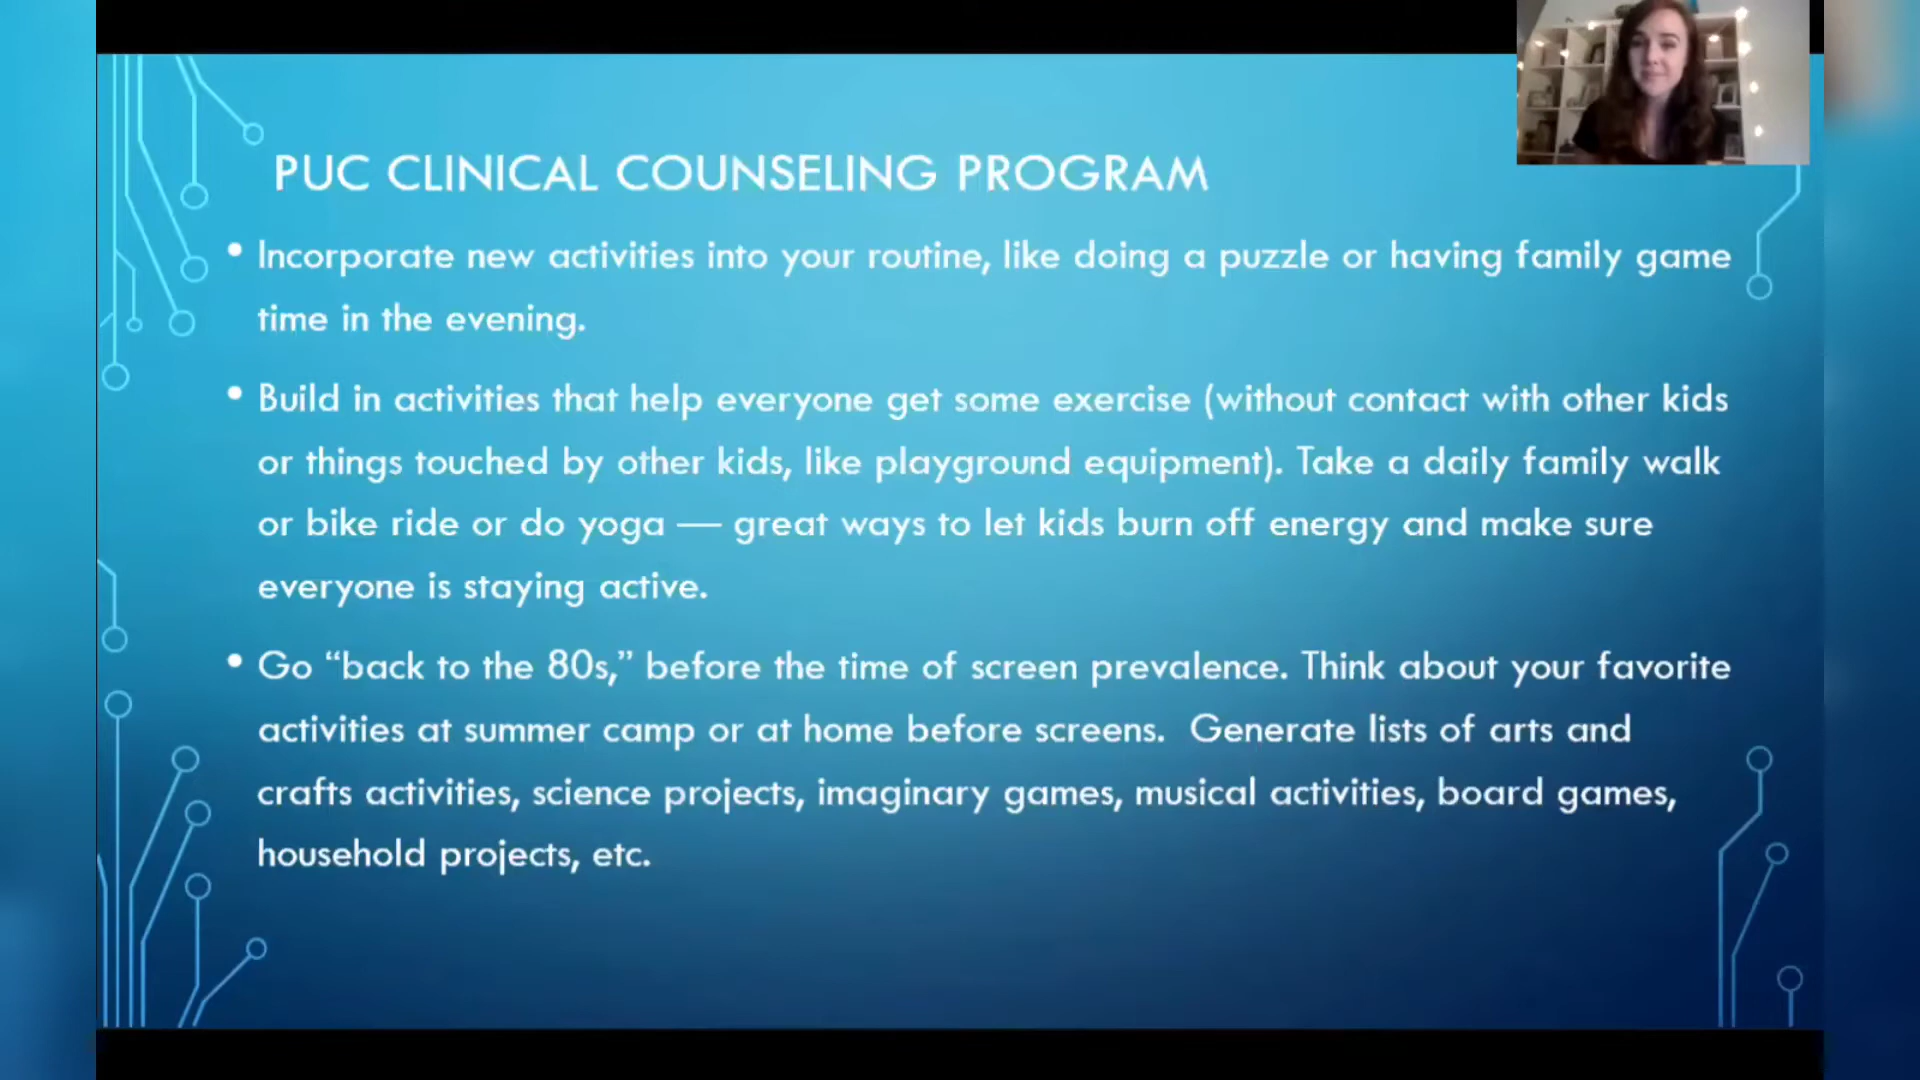 PUC CLINICAL COUNSELING PROGRAM
• Incorporate new activities into your routine, like doing a puzzle or having family game
time in the evening.
• Build in activities that help everyone get some exercise (without contact with other kids
or things touched by other kids, like playground equipment). Take a daily family walk
or bike ride or do yoga — great ways to let kids burn off energy and make sure
everyone is staying active.
• Go “back to the 80s,” before the time of screen prevalence. Think about your favorite
activities at summer camp or at home before screens.  Generate lists of arts and
crafts activities, science projects, imaginary games, musical activities, board games,
household projects, etc.